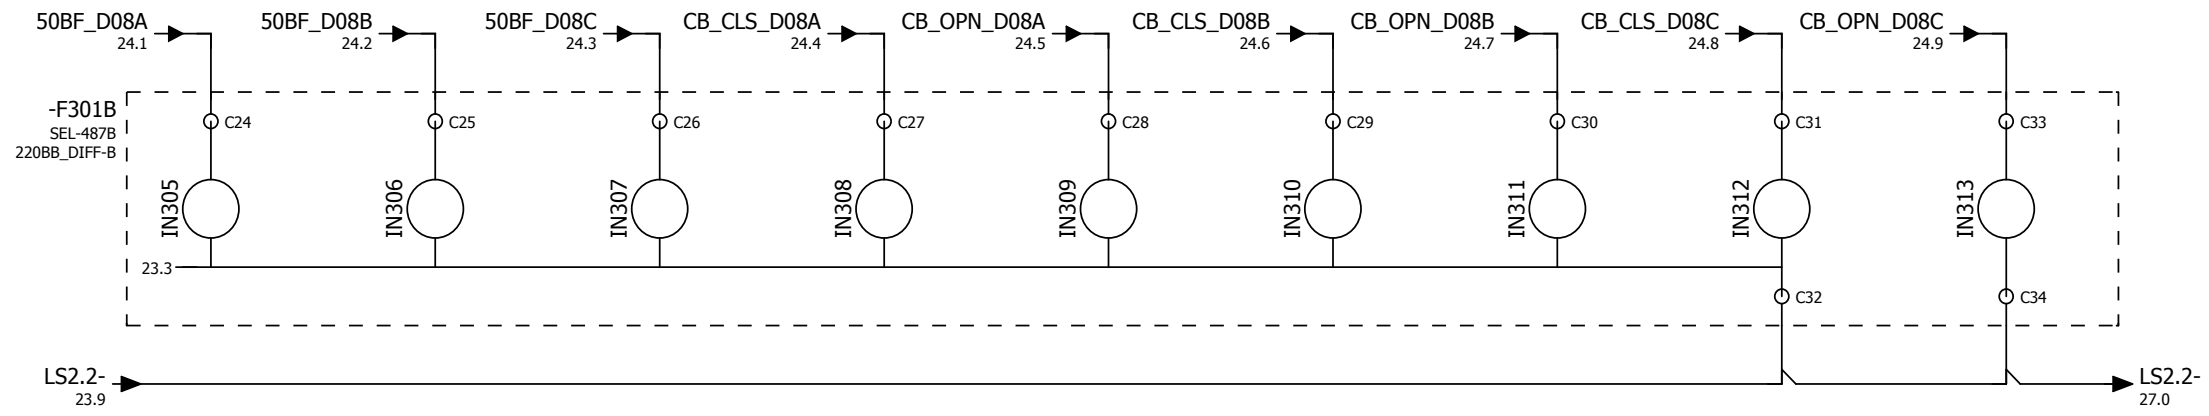 50BF_D08A 50BF_D08B 50BF_D08C CB_CLS_D08A CB_OPN_D08A CB_CLS_D08B CB_OPN_D08B CB_CLS_D08C CB_OPN_D08C
24.1 24.2 24.3 24.4 24.5 24.6 24.7 24.8 24.9
-F301B
SEL-487B
220BB_DIFF-B
C24 C25 C26 C27 C28 C29 C30 C31 C33
IN305 IN306 IN307 IN308 IN309 IN310 IN311 IN312 IN313
23.3
C32 C34
LS2.2- LS2.2-
23.9 27.0